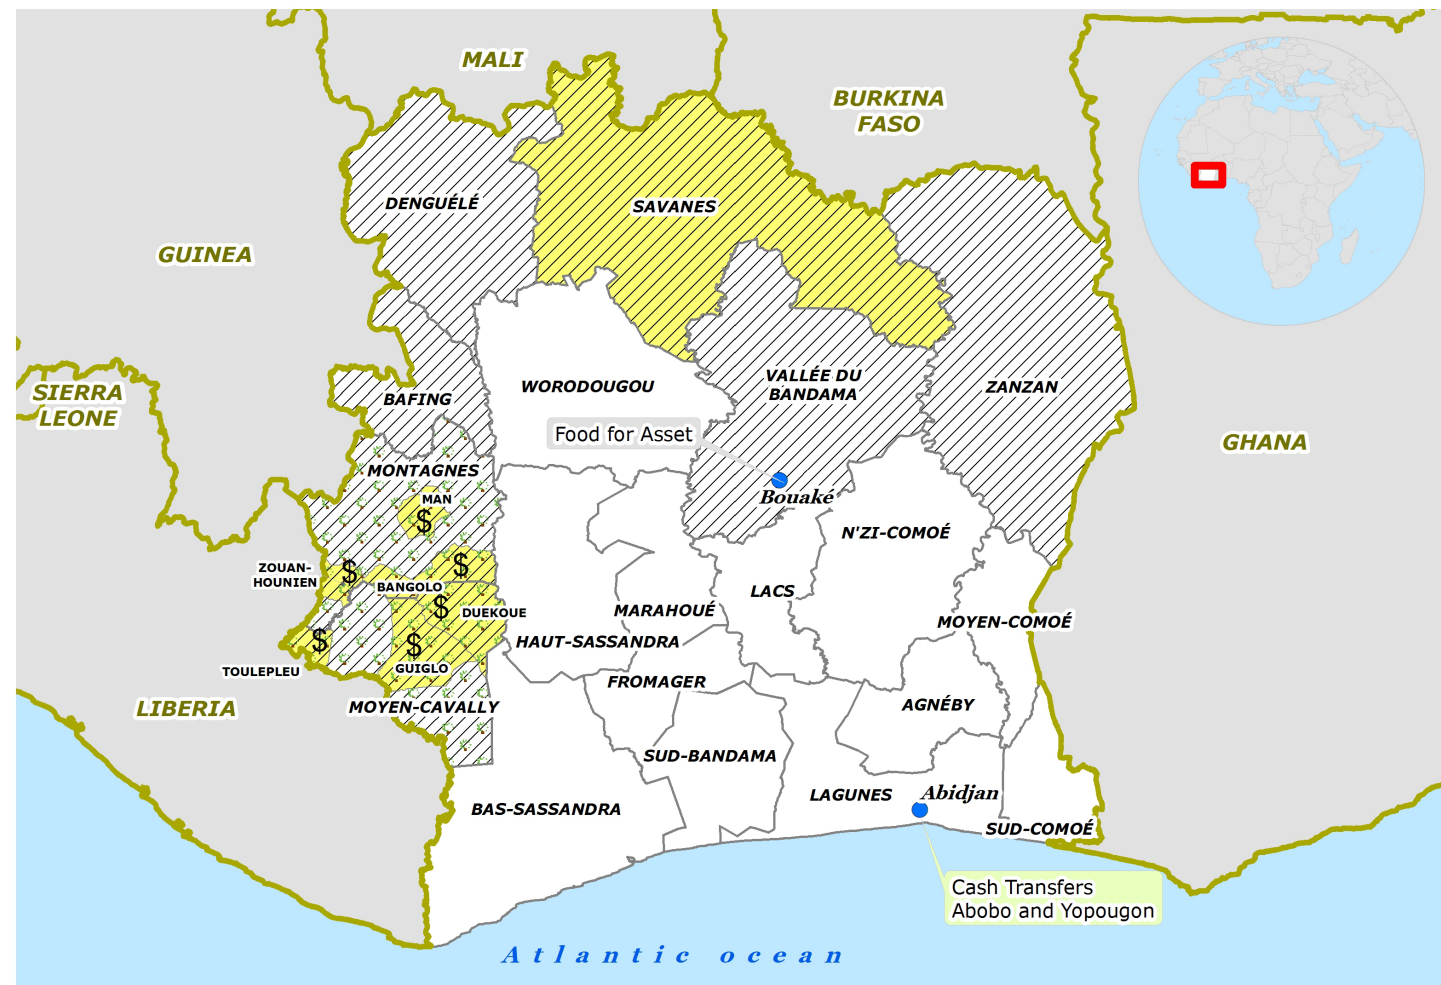 MALI
BURKINA
FASO
DENGUÉLÉ
SAVANES
GUINEA
SIERRA
LEONE
BAFING
WORODOUGOU
VALLÉE DU
BANDAMA
ZANZAN
Food for Asset
GHANA
MONTAGNES
MAN
$
Bouaké
N'ZI-COMOÉ
ZOUAN-
HOUNIEN
$
$
BANGOLO
LACS
$
DUEKOUE
MARAHOUÉ
MOYEN-COMOÉ
$
$
HAUT-SASSANDRA
TOULEPLEU
GUIGLO
FROMAGER
LIBERIA
MOYEN-CAVALLY
AGNÉBY
SUD-BANDAMA
BAS-SASSANDRA
LAGUNES
Abidjan
SUD-COMOÉ
Cash Transfers
Abobo and Yopougon
Atlantic ocean